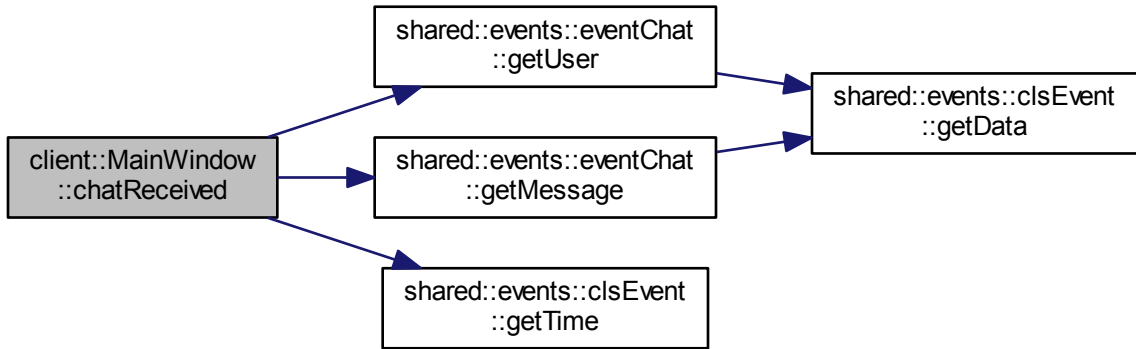 client::MainWindow
::chatReceived
shared::events::eventChat
::getUser
shared::events::eventChat
::getMessage
shared::events::clsEvent
::getTime
shared::events::clsEvent
::getData